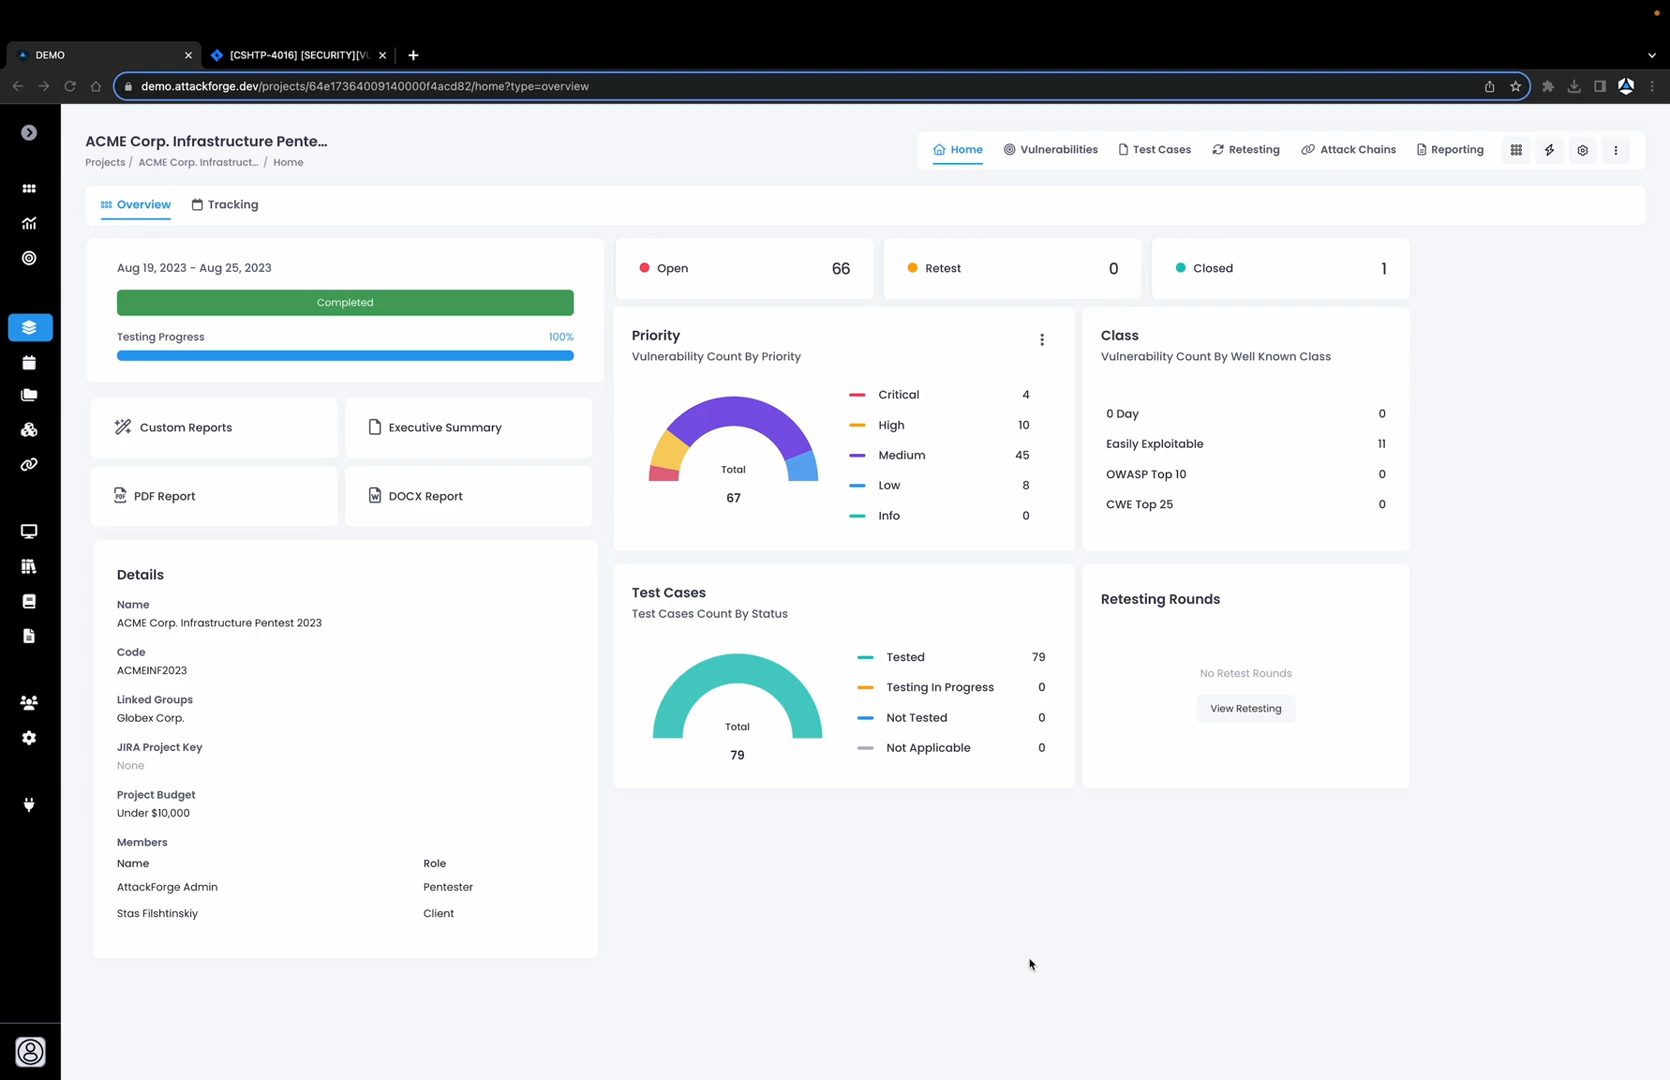 DEMO
[CSHTP-4016] [SECURITY][VU
demo.attackforge.dev/projects/64e17364009140000f4acd82/home?type=overview
ACME Corp. Infrastructure Pente...
Projects / ACME Corp. Infrastruct... / Home
Home
Vulnerabilities
Test Cases
Retesting
Attack Chains
Reporting
Overview
Tracking
Aug 19, 2023 - Aug 25, 2023
Completed
Testing Progress 100%
Custom Reports
Executive Summary
PDF Report
DOCX Report
Details
Name
ACME Corp. Infrastructure Pentest 2023
Code
ACMEINF2023
Linked Groups
Globex Corp.
JIRA Project Key
None
Project Budget
Under $10,000
Members
Name Role
AttackForge Admin Pentester
Stas Filshtinskiy Client
Open 66
Retest 0
Closed 1
Priority
Vulnerability Count By Priority
Total
67
Critical 4
High 10
Medium 45
Low 8
Info 0
Class
Vulnerability Count By Well Known Class
0 Day 0
Easily Exploitable 11
OWASP Top 10 0
CWE Top 25 0
Test Cases
Test Cases Count By Status
Total
79
Tested 79
Testing In Progress 0
Not Tested 0
Not Applicable 0
Retesting Rounds
No Retest Rounds
View Retesting